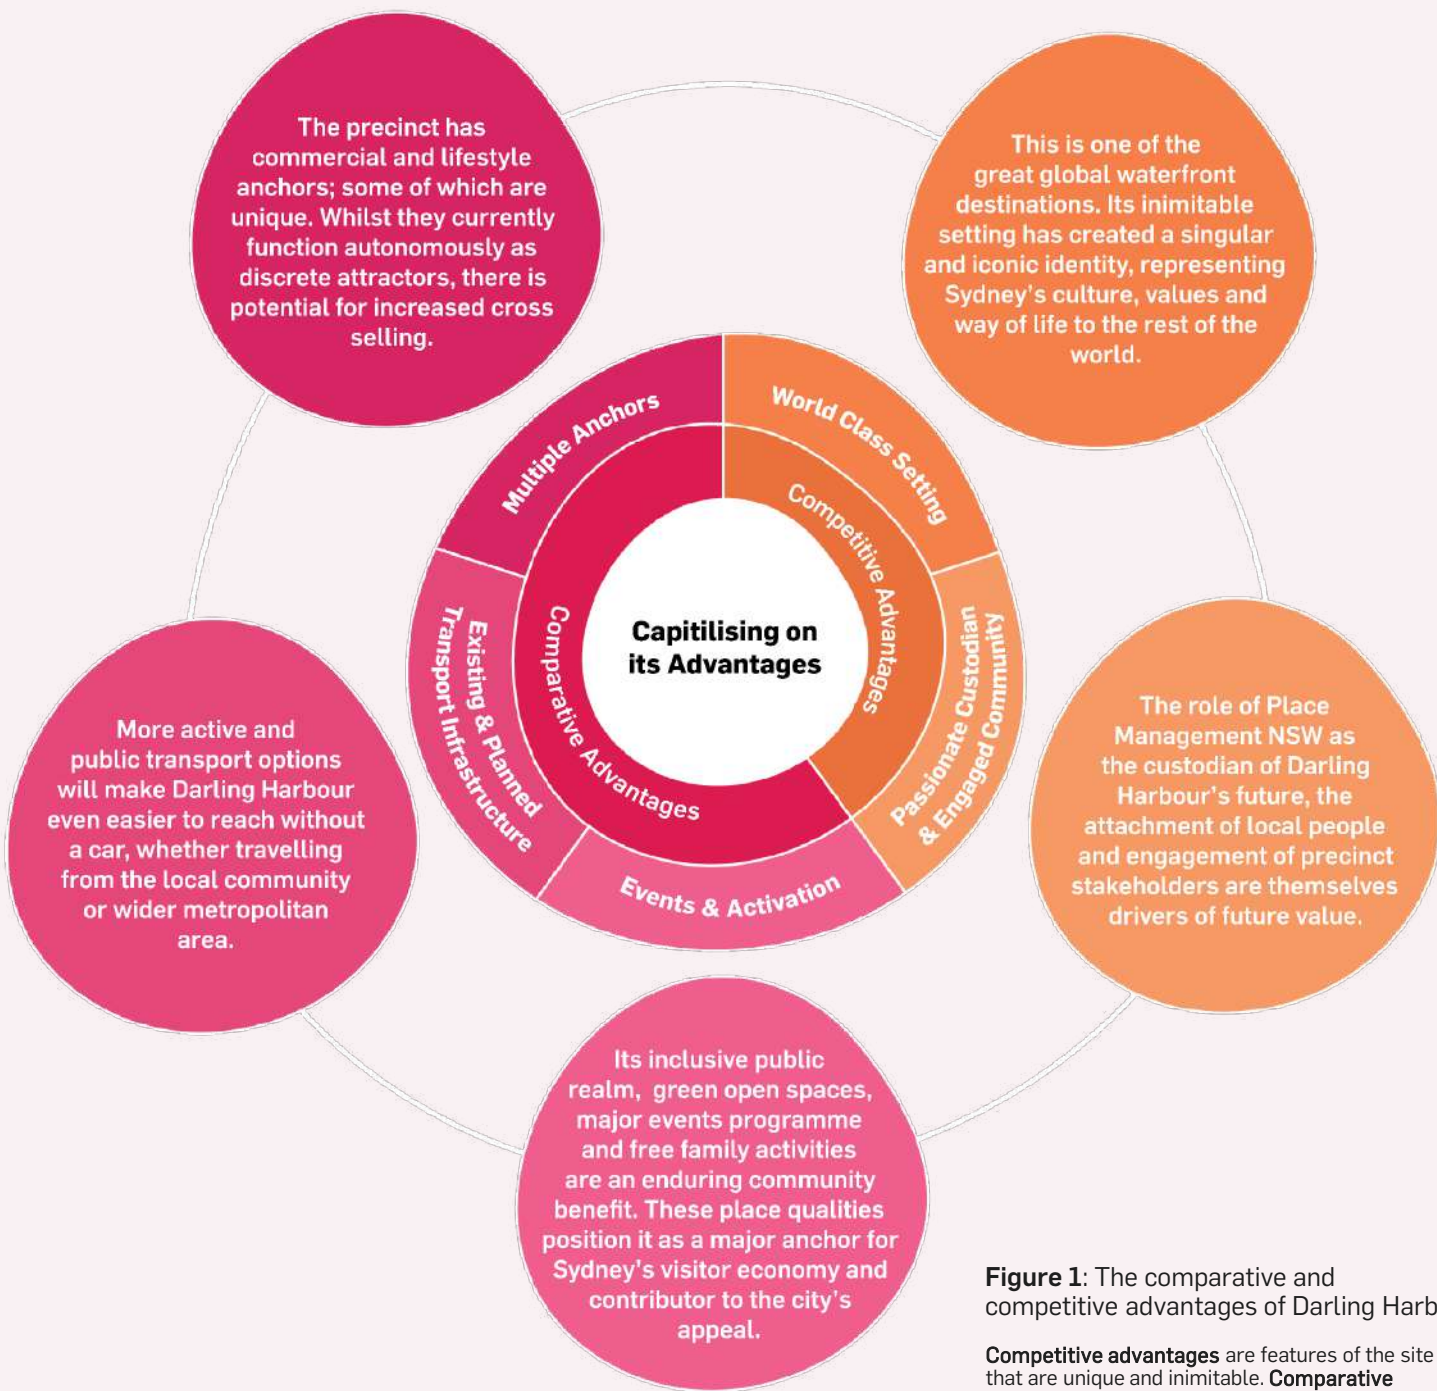 The precinct has
commercial and lifestyle
anchors; some of which are
unique. Whilst they currently
function autonomously as
discrete attractors, there is
potential for increased cross
selling.
This is one of the
great global waterfront
destinations. Its inimitable
setting has created a singular
and iconic identity, representing
Sydney's culture, values and
way of life to the rest of the
world.
Multiple Anchors
World Class Setting
Competitive Advantages
Comparative Advantages
Capitilising on
its Advantages
Existing & Planned
Transport Infrastructure
Passionate Custodian
& Engaged Community
Events & Activation
More active and
public transport options
will make Darling Harbour
even easier to reach without
a car, whether travelling
from the local community
or wider metropolitan
area.
The role of Place
Management NSW as
the custodian of Darling
Harbour's future, the
attachment of local people
and engagement of precinct
stakeholders are themselves
drivers of future value.
Its inclusive public
realm, green open spaces,
major events programme
and free family activities
are an enduring community
benefit. These place qualities
position it as a major anchor for
Sydney's visitor economy and
contributor to the city's
appeal.
Figure 1: The comparative and
competitive advantages of Darling Harb
Competitive advantages are features of the site
that are unique and inimitable. Comparative